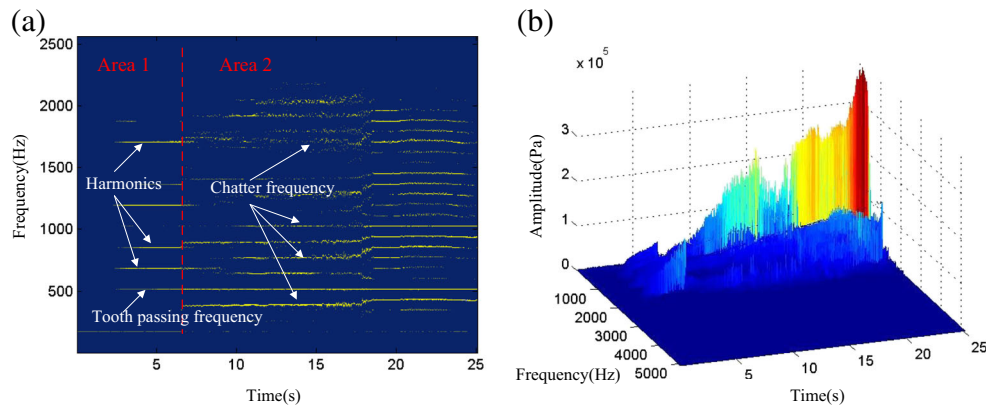 (a)
2500
2000
1500
1000
500
Frequency(Hz)
Area 1
Area 2
Harmonics
Chatter frequency
Tooth passing frequency
5
10
15
20
25
Time(s)
(b)
x 10^5
3
2
1
0
Amplitude(Pa)
1000
2000
3000
4000
5000
Frequency(Hz)
5
10
15
20
25
Time(s)